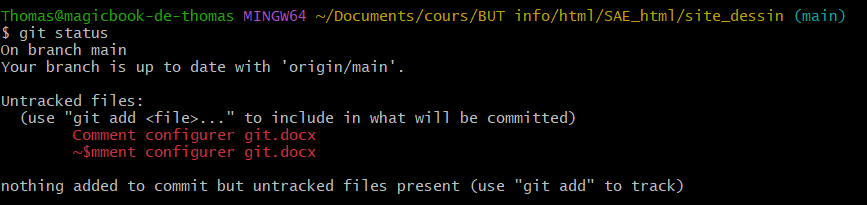 Thomas@magicbook-de-thomas MINGW64 ~/Documents/cours/BUT info/html/SAE_html/site_dessin (main)
$ git status
On branch main
Your branch is up to date with 'origin/main'.
Untracked files:
(use "git add <file>..." to include in what will be committed)
Comment configurer git.docx
~$mment configurer git.docx
nothing added to commit but untracked files present (use "git add" to track)